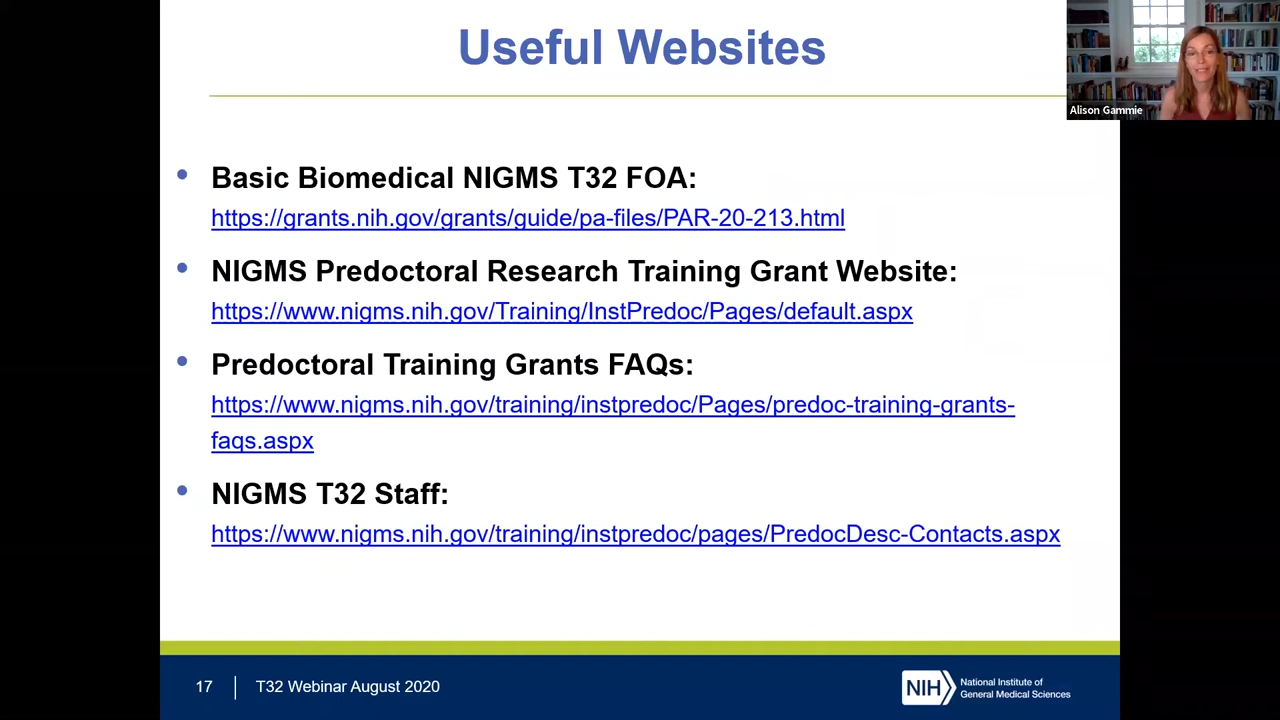 Useful Websites
Alison Gammie
• Basic Biomedical NIGMS T32 FOA:
https://grants.nih.gov/grants/guide/pa-files/PAR-20-213.html
• NIGMS Predoctoral Research Training Grant Website:
https://www.nigms.nih.gov/Training/InstPredoc/Pages/default.aspx
• Predoctoral Training Grants FAQs:
https://www.nigms.nih.gov/training/instpredoc/Pages/predoc-training-grants-
faqs.aspx
• NIGMS T32 Staff:
https://www.nigms.nih.gov/training/instpredoc/pages/PredocDesc-Contacts.aspx
17 | T32 Webinar August 2020
NIH National Institute of
General Medical Sciences